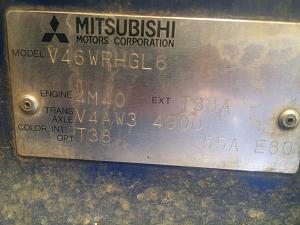 MITSUBISHI
MOTORS CORPORATION
MODEL V46WRHGL6
ENGINE 4M40 EXT T38A
TRANS AXLE V4AW3 4900
COLOR, INT OPT T38 55A E80